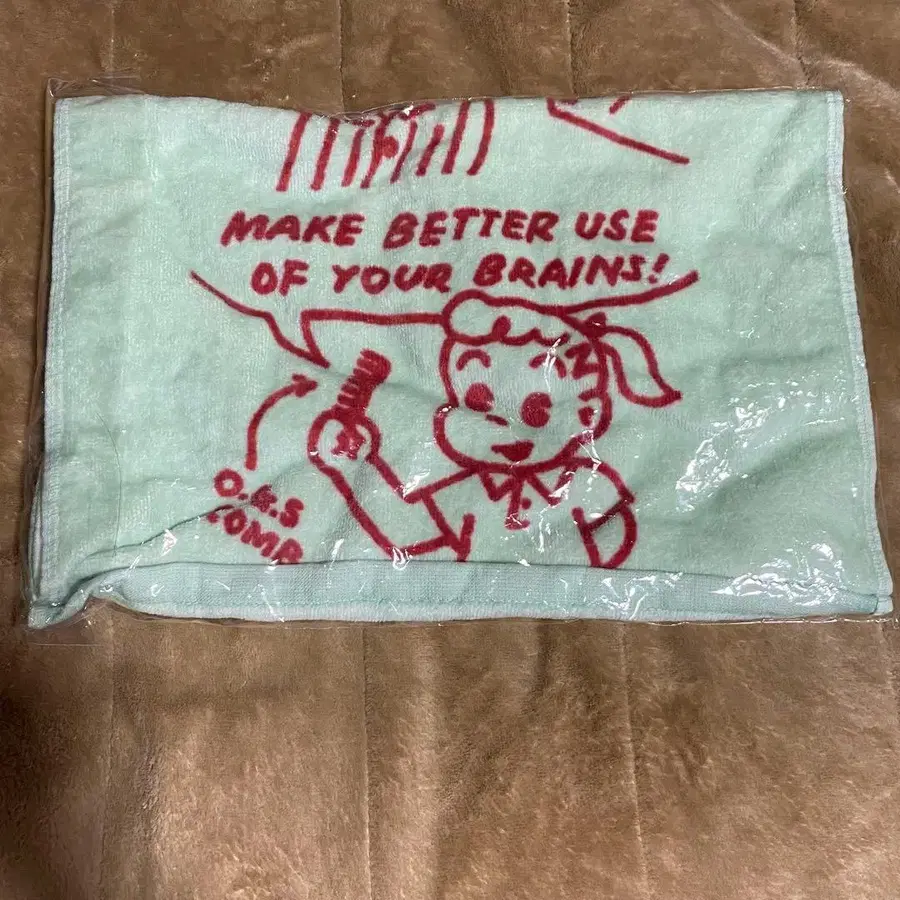 MAKE BETTER USE
OF YOUR BRAINS!
O.G.S
COMB